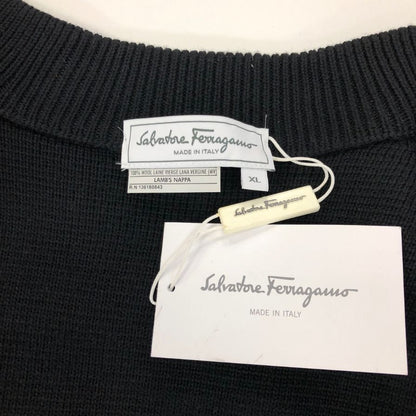 Salvatore Ferragamo
MADE IN ITALY
100% WOOL LAINE VIERGE LANA VERGINE (WV)
LAMB'S NAPPA
R.N 126180843
XL
Salvatore Ferragamo
Salvatore Ferragamo
MADE IN ITALY